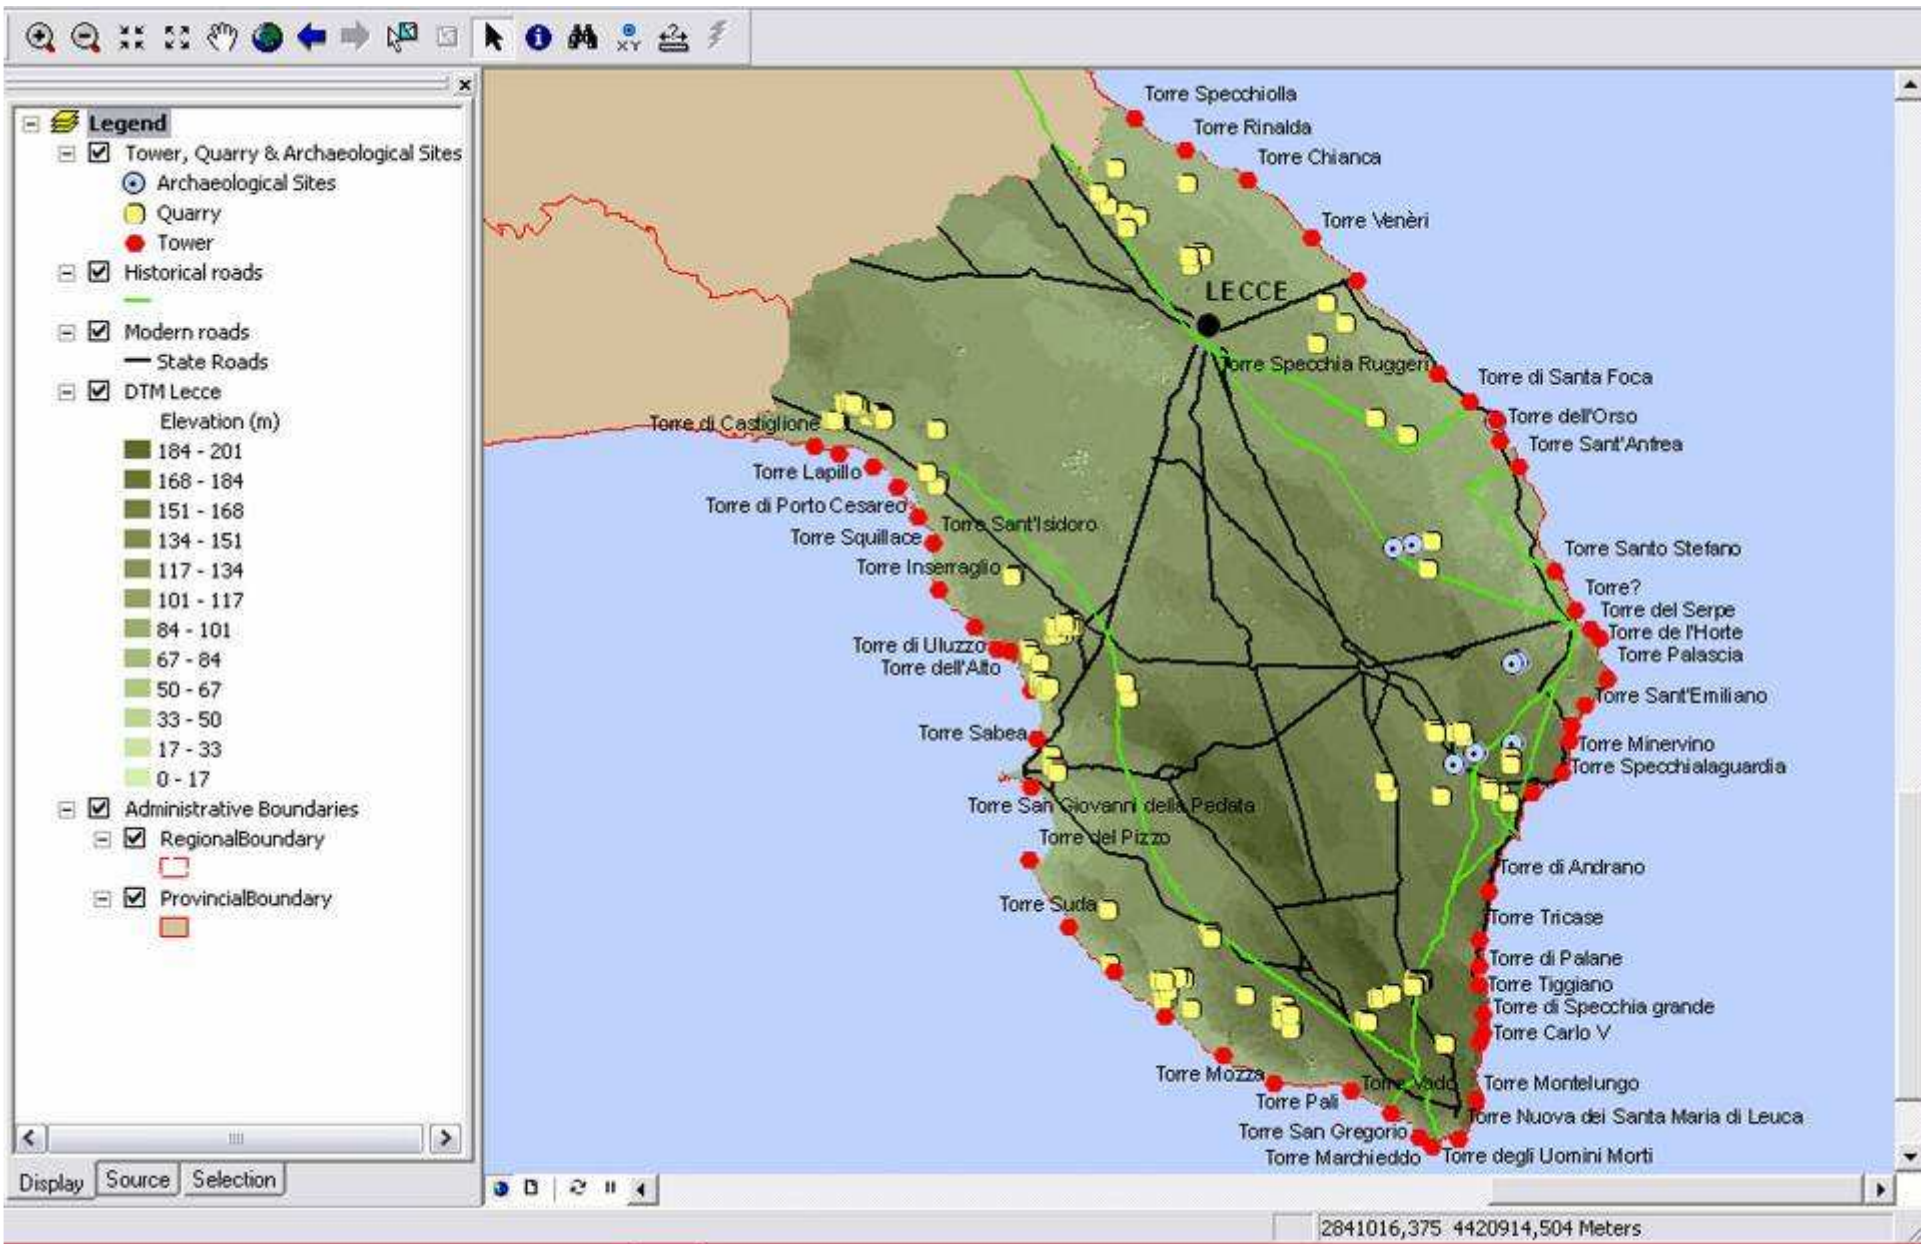 XY
Legend
Tower, Quarry & Archaeological Sites
Archaeological Sites
Quarry
Tower
Historical roads
Modern roads
State Roads
DTM Lecce
Elevation (m)
184 - 201
168 - 184
151 - 168
134 - 151
117 - 134
101 - 117
84 - 101
67 - 84
50 - 67
33 - 50
17 - 33
0 - 17
Administrative Boundaries
RegionalBoundary
ProvincialBoundary
Display Source Selection
Torre Specchiolla
Torre Rinalda
Torre Chianca
Torre Venèri
LECCE
Torre Specchia Ruggeri
Torre di Santa Foca
Torre dell'Orso
Torre Sant'Anfrea
Torre di Castiglione
Torre Lapillo
Torre di Porto Cesareo
Torre Sant'Isidoro
Torre Squillace
Torre Inserraglio
Torre Santo Stefano
Torre?
Torre del Serpe
Torre de l'Horte
Torre Palascia
Torre di Uluzzo
Torre dell'Alto
Torre Sant'Emiliano
Torre Sabea
Torre Minervino
Torre Specchialaguardia
Torre San Giovanni della Pedata
Torre del Pizzo
Torre di Andrano
Torre Suda
Torre Tricase
Torre di Palane
Torre Tiggiano
Torre di Specchia grande
Torre Carlo V
Torre Mozza
Torre Vado
Torre Montelungo
Torre Pali
Torre Nuova dei Santa Maria di Leuca
Torre San Gregorio
Torre Marchieddo
Torre degli Uomini Morti
2841016,375 4420914,504 Meters